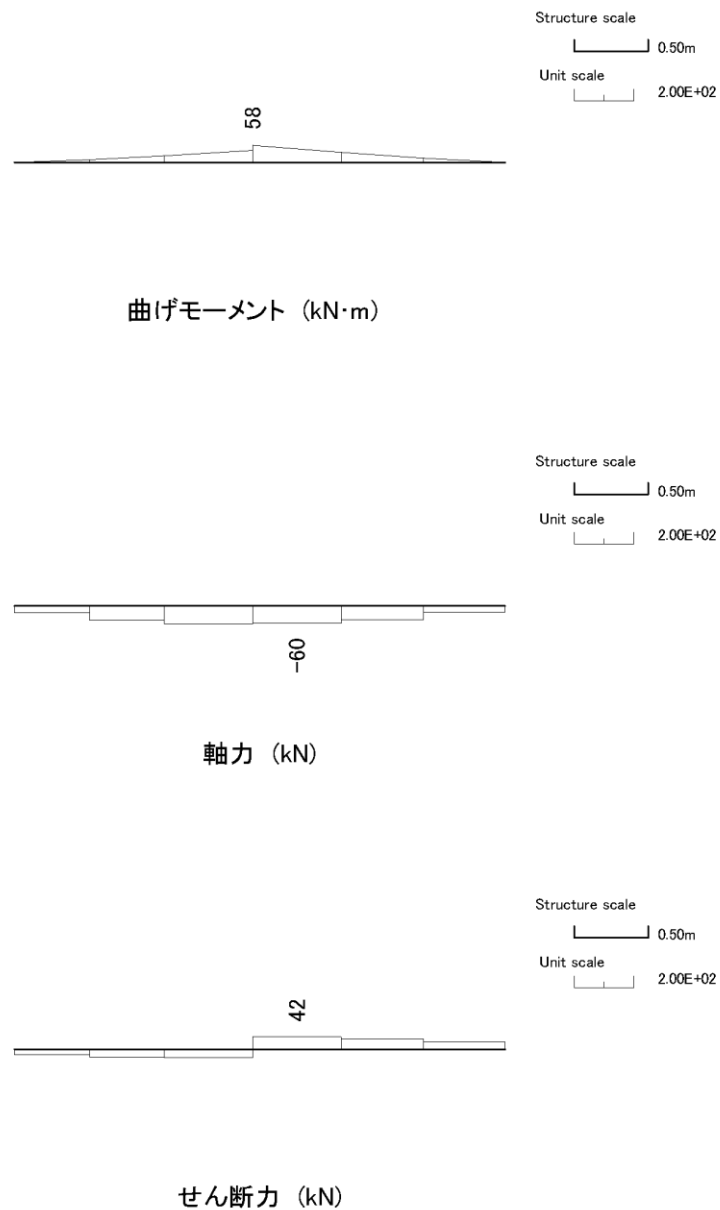 Structure scale
0.50m
Unit scale
2.00E+02
58
曲げモーメント (kN·m)
Structure scale
0.50m
Unit scale
2.00E+02
-60
軸力 (kN)
Structure scale
0.50m
Unit scale
2.00E+02
42
せん断力 (kN)